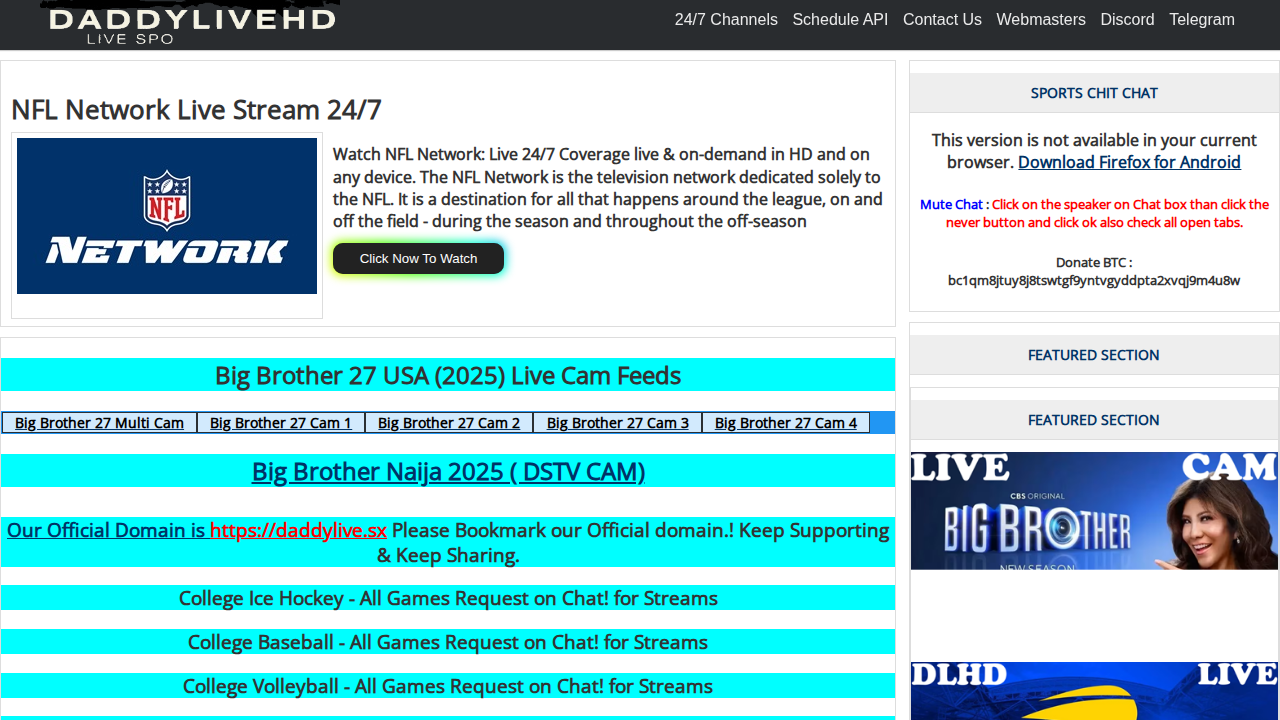 DADDYLIVEHD
LIVE SPO
24/7 Channels Schedule API Contact Us Webmasters Discord Telegram
NFL Network Live Stream 24/7
NFL
NETWORK
Watch NFL Network: Live 24/7 Coverage live & on-demand in HD and on
any device. The NFL Network is the television network dedicated solely to
the NFL. It is a destination for all that happens around the league, on and
off the field - during the season and throughout the off-season
Click Now To Watch
Big Brother 27 USA (2025) Live Cam Feeds
Big Brother 27 Multi Cam Big Brother 27 Cam 1 Big Brother 27 Cam 2 Big Brother 27 Cam 3 Big Brother 27 Cam 4
Big Brother Naija 2025 ( DSTV CAM)
Our Official Domain is https://daddylive.sx Please Bookmark our Official domain.! Keep Supporting
& Keep Sharing.
College Ice Hockey - All Games Request on Chat! for Streams
College Baseball - All Games Request on Chat! for Streams
College Volleyball - All Games Request on Chat! for Streams
SPORTS CHIT CHAT
This version is not available in your current
browser. Download Firefox for Android
Mute Chat : Click on the speaker on Chat box than click the
never button and click ok also check all open tabs.
Donate BTC :
bc1qm8jtuy8j8tswtgf9yntvgyddpta2xvqj9m4u8w
FEATURED SECTION
FEATURED SECTION
LIVE CAM
CBS ORIGINAL
BIG BROTHER
NEW SEASON
DLHD LIVE